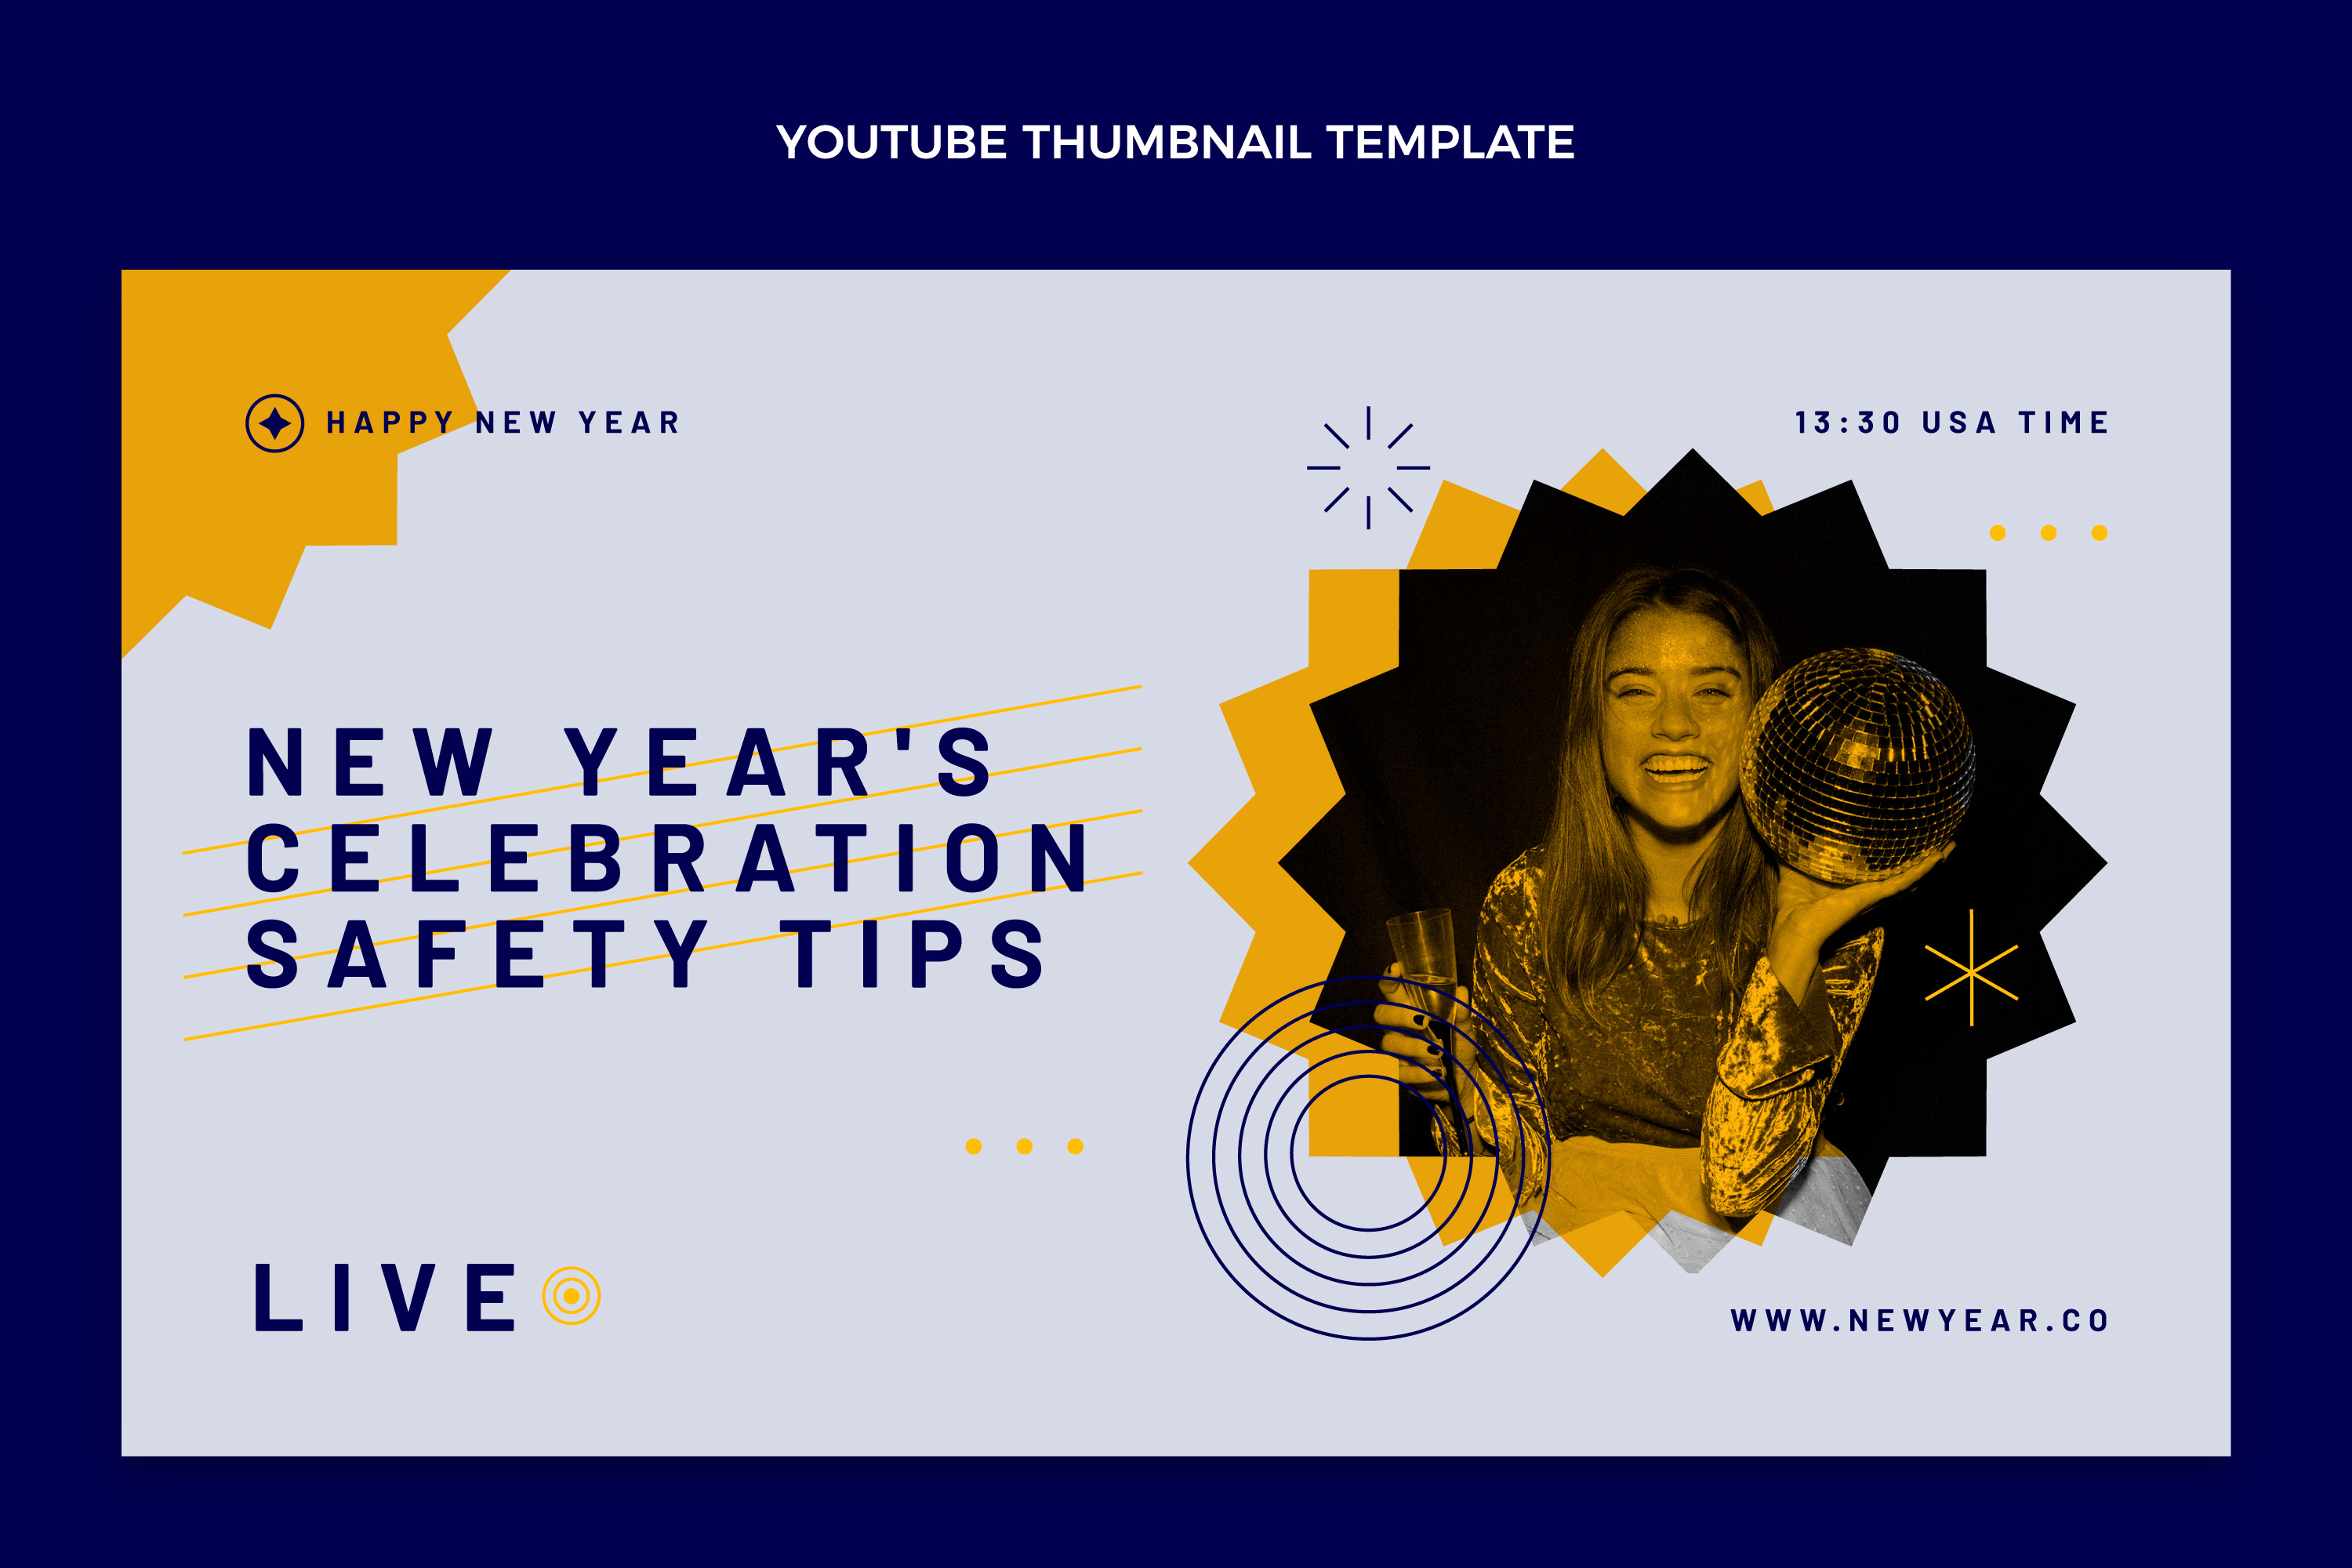 YOUTUBE THUMBNAIL TEMPLATE
HAPPY NEW YEAR
13:30 USA TIME
NEW YEAR'S
CELEBRATION
SAFETY TIPS
LIVE
WWW.NEWYEAR.CO